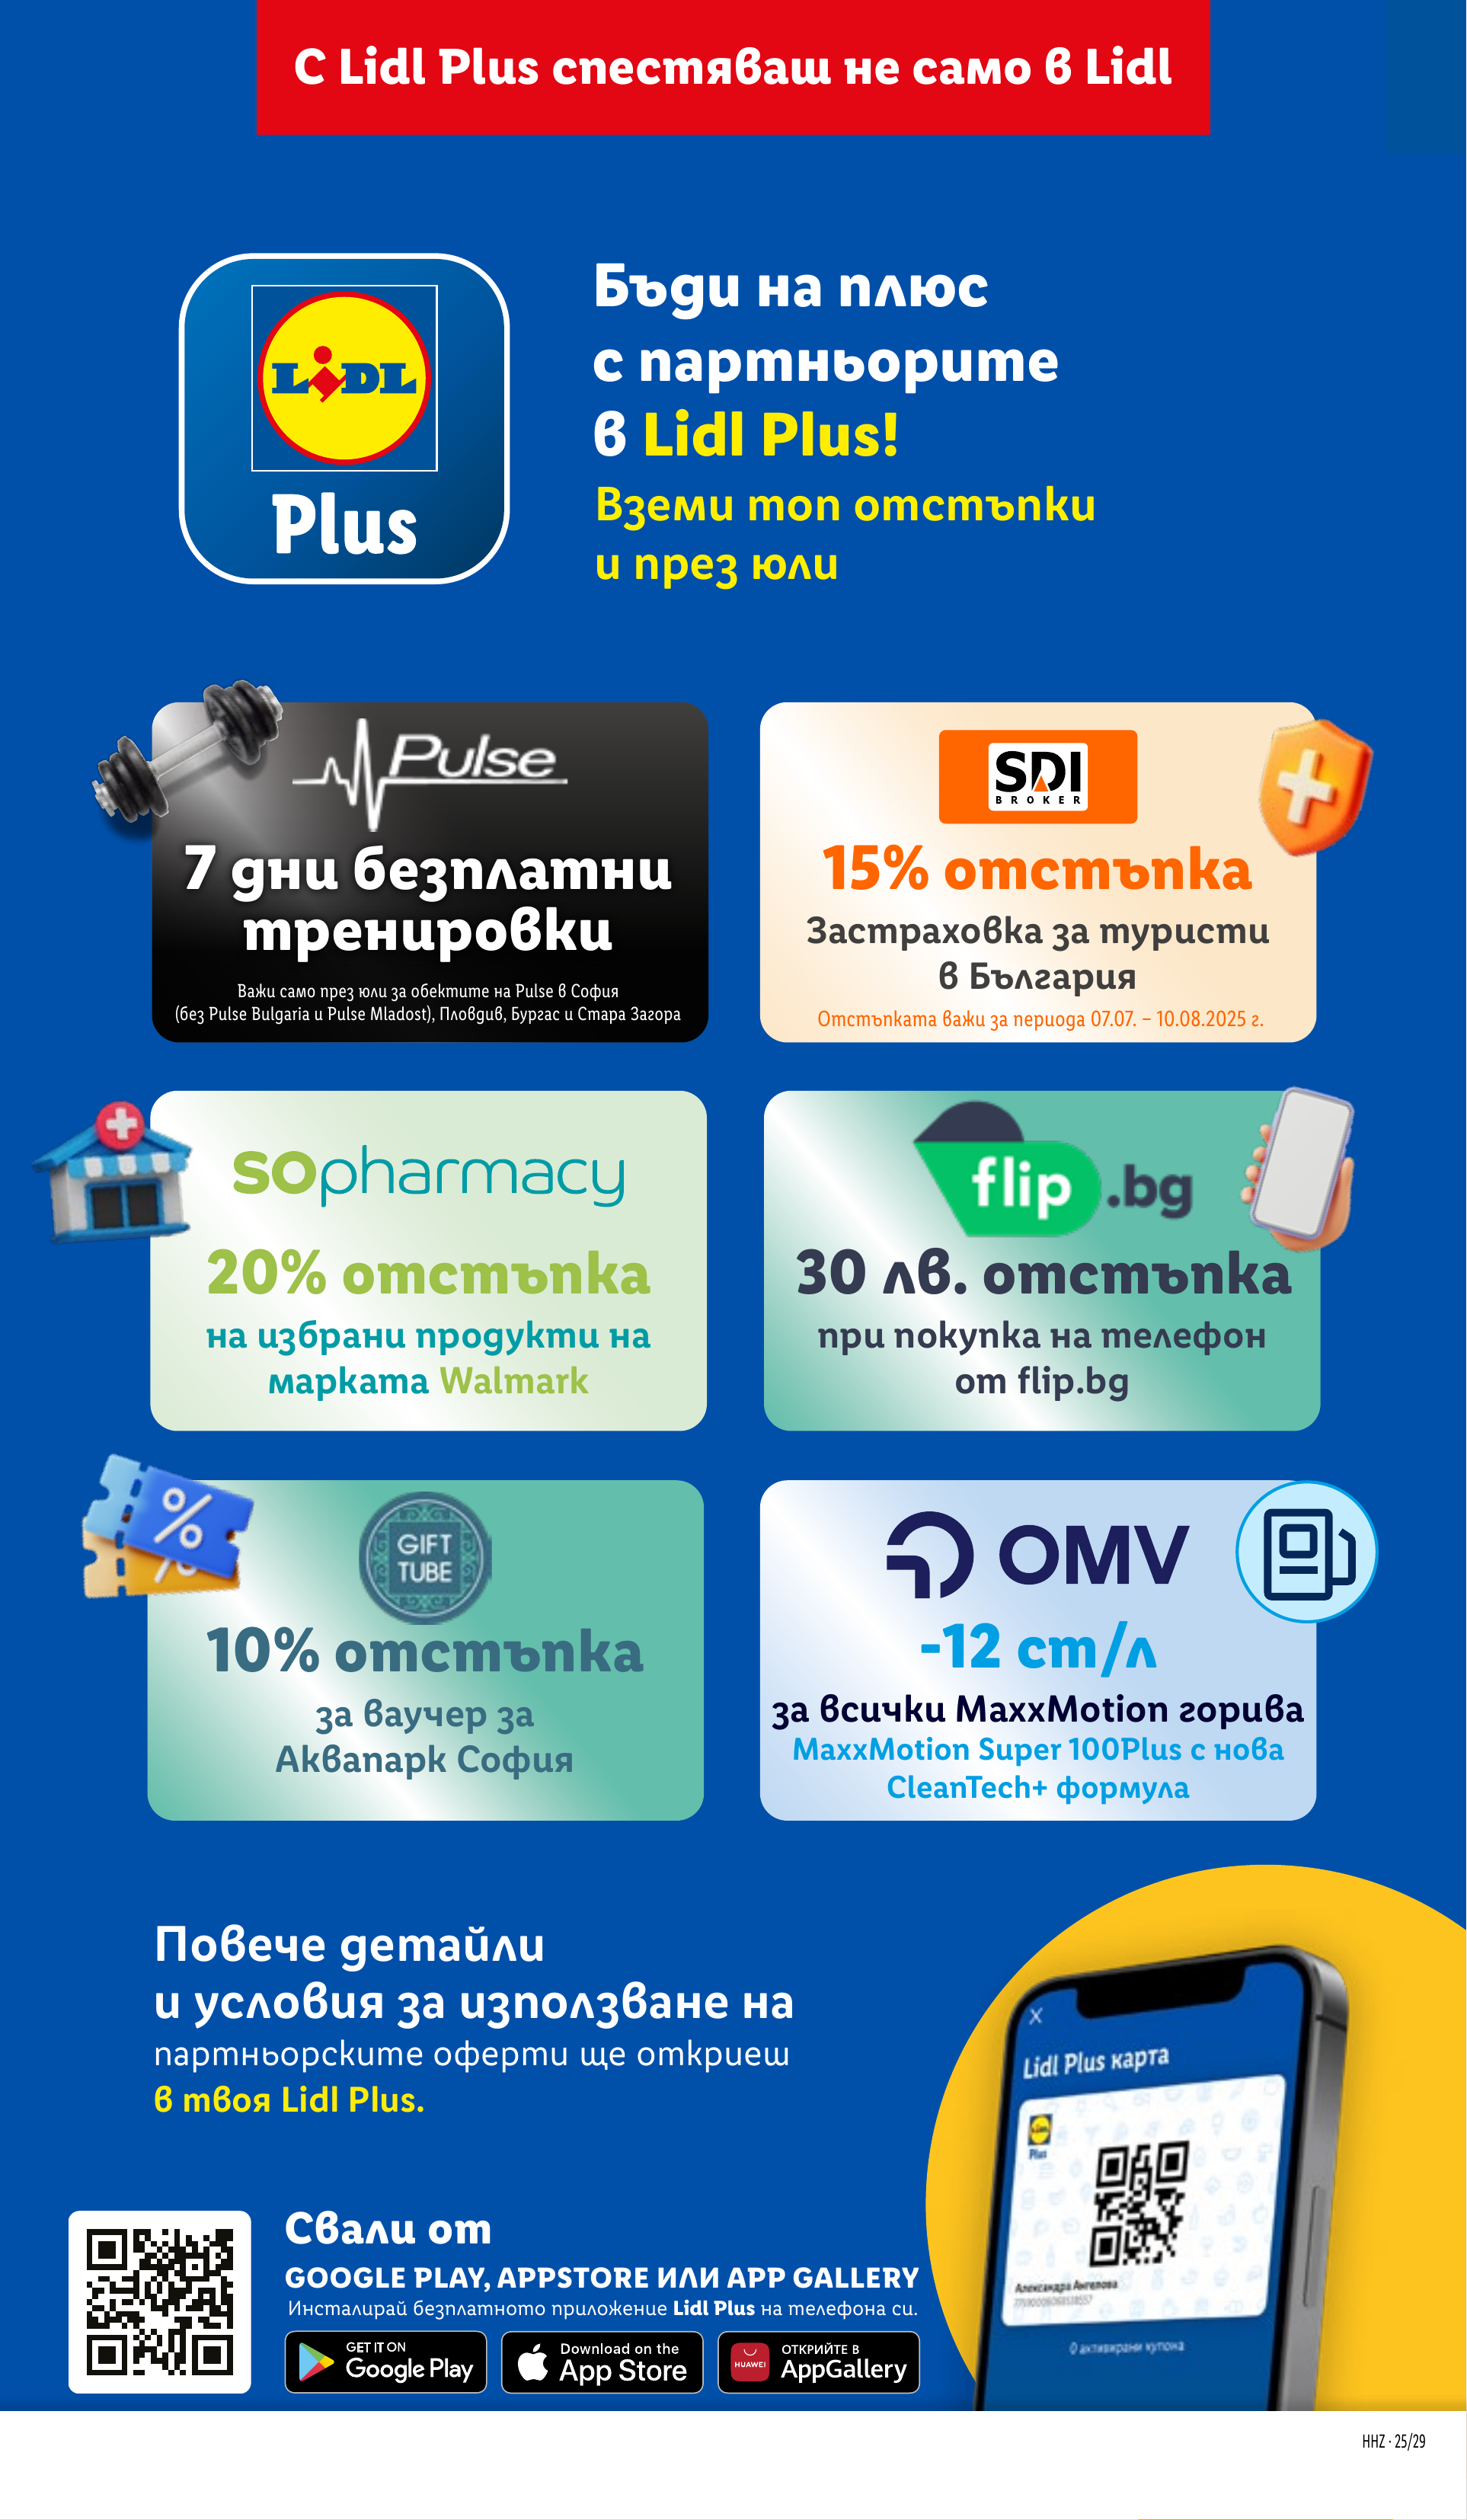 С Lidl Plus спестяваш не само в Lidl
LIDL
Plus
Бъди на плюс
с партньорите
в Lidl Plus!
Вземи топ отстъпки
и през юли
Pulse
7 дни безплатни
тренировки
Важи само през юли за обектите на Pulse в София
(без Pulse Bulgaria и Pulse Mladost), Пловдив, Бургас и Стара Загора
SDI
BROKER
15% отстъпка
Застраховка за туристи
в България
Отстъпката важи за периода 07.07. – 10.08.2025 г.
sopharmacy
20% отстъпка
на избрани продукти на
марката Walmark
flip.bg
30 лв. отстъпка
при покупка на телефон
от flip.bg
%
%
GIFT
TUBE
10% отстъпка
за ваучер за
Аквапарк София
OMV
-12 ст/л
за всички MaxxMotion горива
MaxxMotion Super 100Plus с нова
CleanTech+ формула
Повече детайли
и условия за използване на
партньорските оферти ще откриеш
в твоя Lidl Plus.
X
Lidl Plus карта
Plus
Александра Ангелова
0 активирани купона
Свали от
GOOGLE PLAY, APPSTORE ИЛИ APP GALLERY
Инсталирай безплатното приложение Lidl Plus на телефона си.
GET IT ON
Google Play
Download on the
App Store
HUAWEI
ОТКРИЙТЕ В
AppGallery
HHZ · 25/29